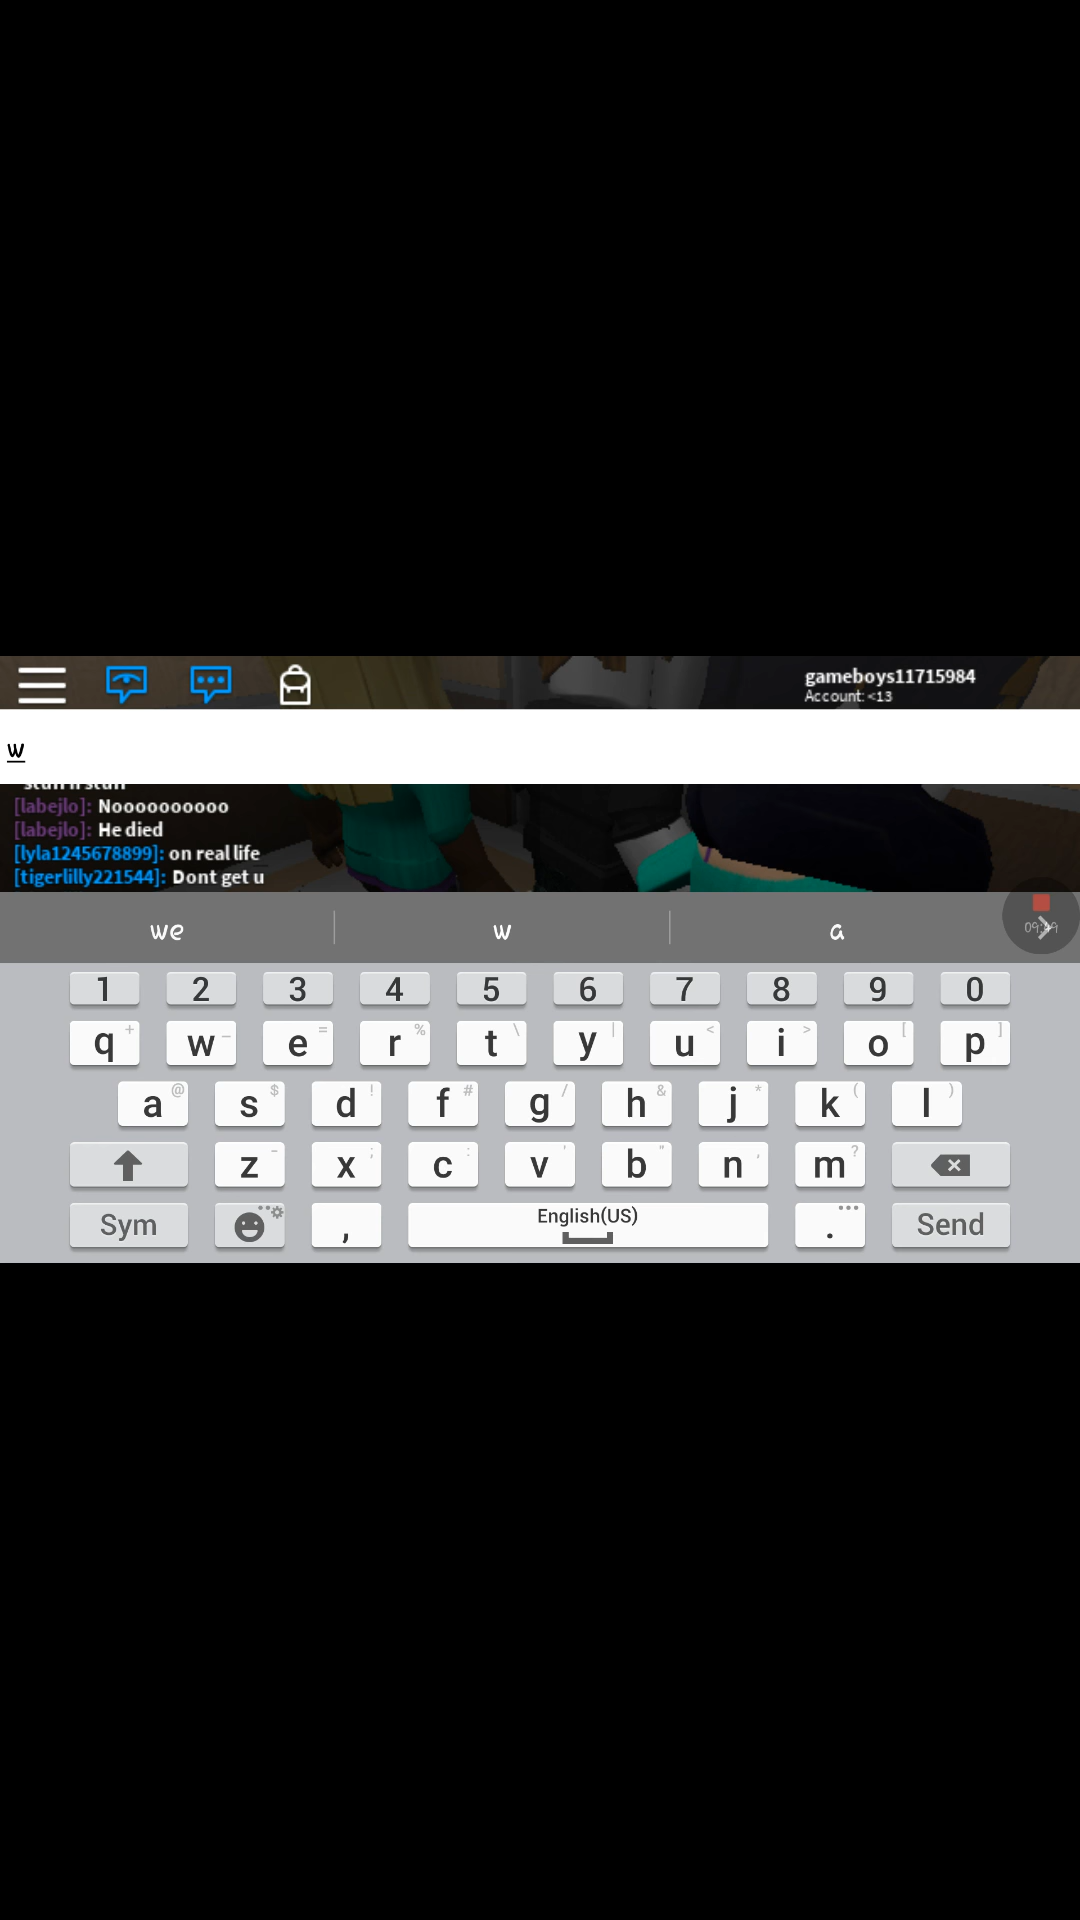 gameboys11715984
Account: <13
w
[labejlo]: Noooooooooo
[labejlo]: He died
[lyla1245678899]: on real life
[tigerlilly221544]: Dont get u
we w a
1 2 3 4 5 6 7 8 9 0
q + w _ e = r % t \ y | u < i > o [ p ]
a @ s $ d ! f # g / h & j * k ( l )
z - x ; c : v ' b " n , m ?
Sym , English(US) . Send